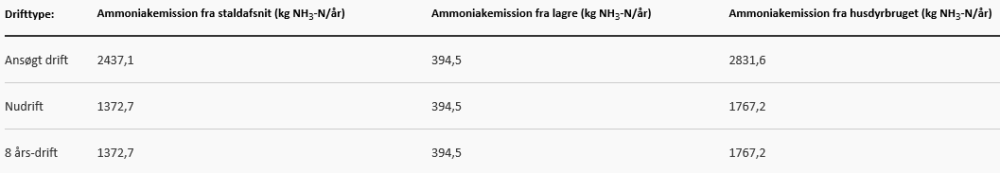 Drifttype: Ammoniakemission fra staldafsnit (kg NH₃-N/år) Ammoniakemission fra lagre (kg NH₃-N/år) Ammoniakemission fra husdyrbruget (kg NH₃-N/år)
Ansøgt drift 2437,1 394,5 2831,6
Nudrift 1372,7 394,5 1767,2
8 års-drift 1372,7 394,5 1767,2